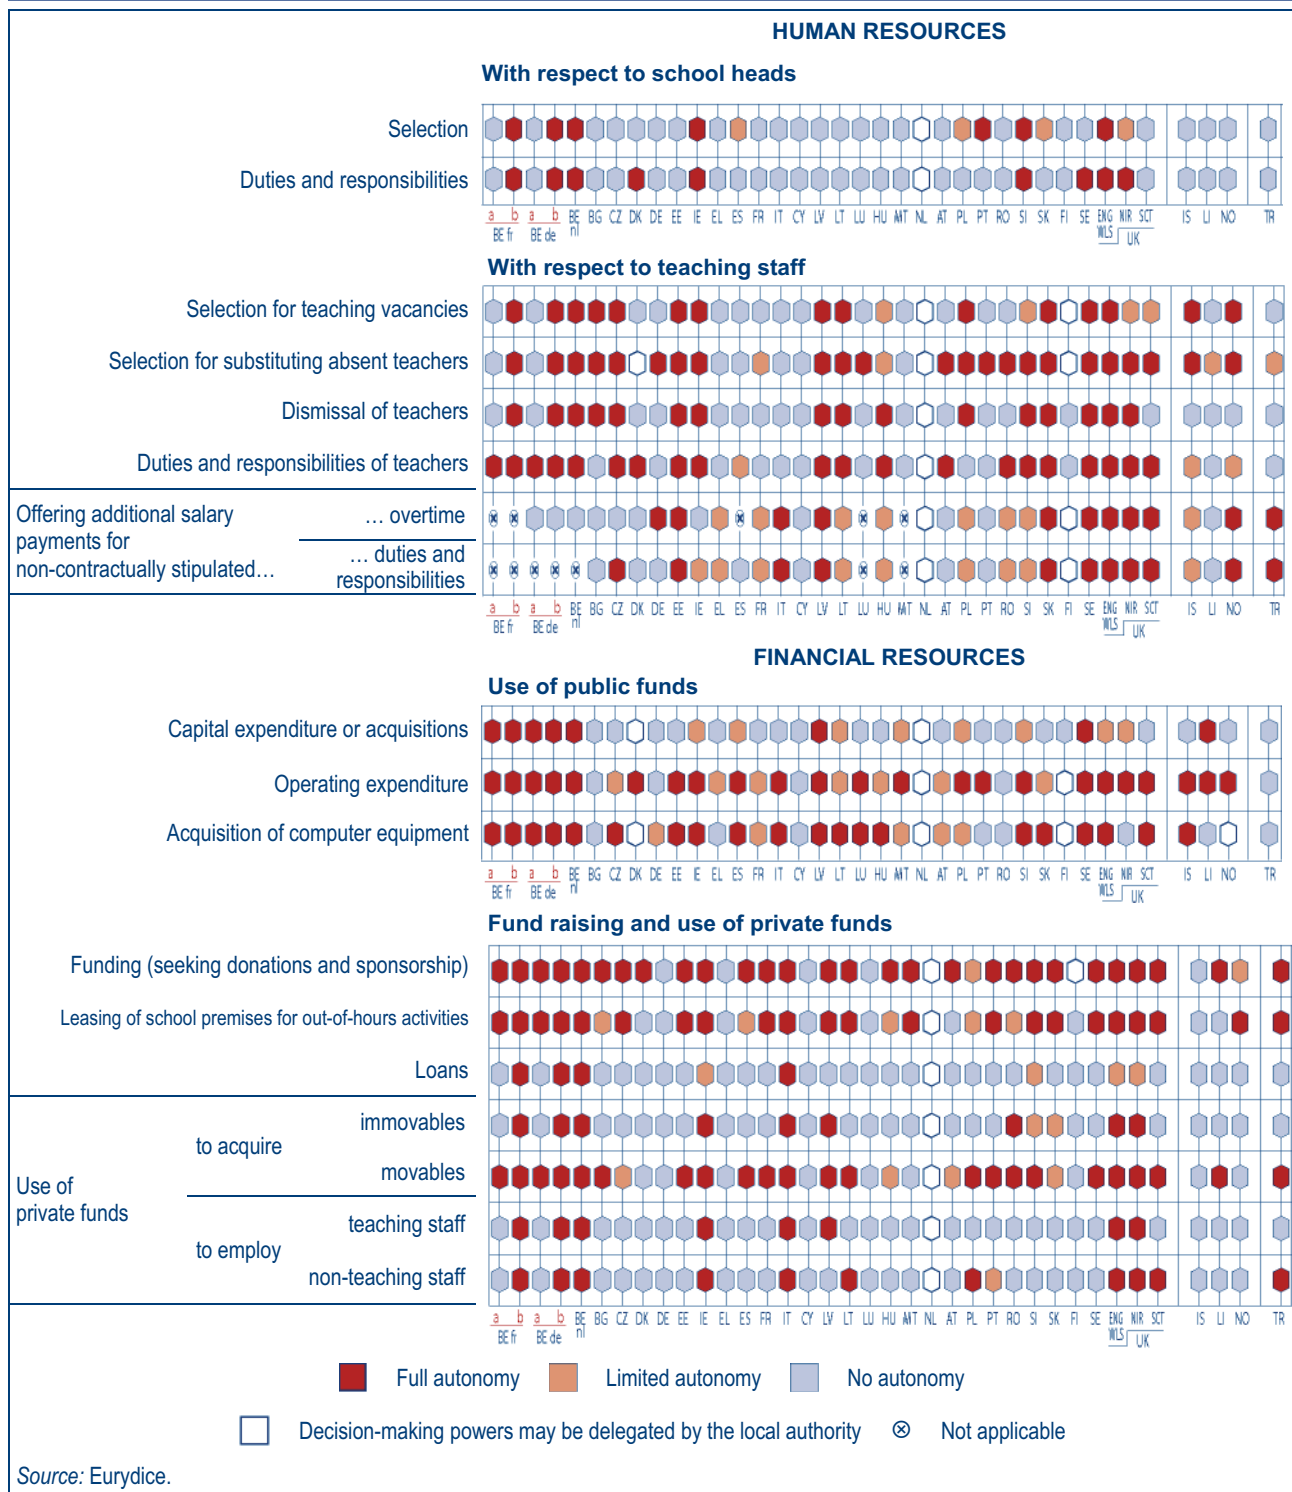 HUMAN RESOURCES
With respect to school heads
Selection
Duties and responsibilities
a b a b BE BG CZ DK DE EE IE EL ES FR IT CY LV LT LU HU MT NL AT PL PT RO SI SK FI SE ENG NIR SCT IS LI NO TR
BE fr BE de nl WLS UK
With respect to teaching staff
Selection for teaching vacancies
Selection for substituting absent teachers
Dismissal of teachers
Duties and responsibilities of teachers
Offering additional salary payments for non-contractually stipulated…
… overtime
… duties and responsibilities
a b a b BE BG CZ DK DE EE IE EL ES FR IT CY LV LT LU HU MT NL AT PL PT RO SI SK FI SE ENG NIR SCT IS LI NO TR
BE fr BE de nl WLS UK
FINANCIAL RESOURCES
Use of public funds
Capital expenditure or acquisitions
Operating expenditure
Acquisition of computer equipment
a b a b BE BG CZ DK DE EE IE EL ES FR IT CY LV LT LU HU MT NL AT PL PT RO SI SK FI SE ENG NIR SCT IS LI NO TR
BE fr BE de nl WLS UK
Fund raising and use of private funds
Funding (seeking donations and sponsorship)
Leasing of school premises for out-of-hours activities
Loans
Use of private funds
to acquire
immovables
movables
to employ
teaching staff
non-teaching staff
a b a b BE BG CZ DK DE EE IE EL ES FR IT CY LV LT LU HU MT NL AT PL PT RO SI SK FI SE ENG NIR SCT IS LI NO TR
BE fr BE de nl WLS UK
Full autonomy Limited autonomy No autonomy
Decision-making powers may be delegated by the local authority ⊗ Not applicable
Source: Eurydice.